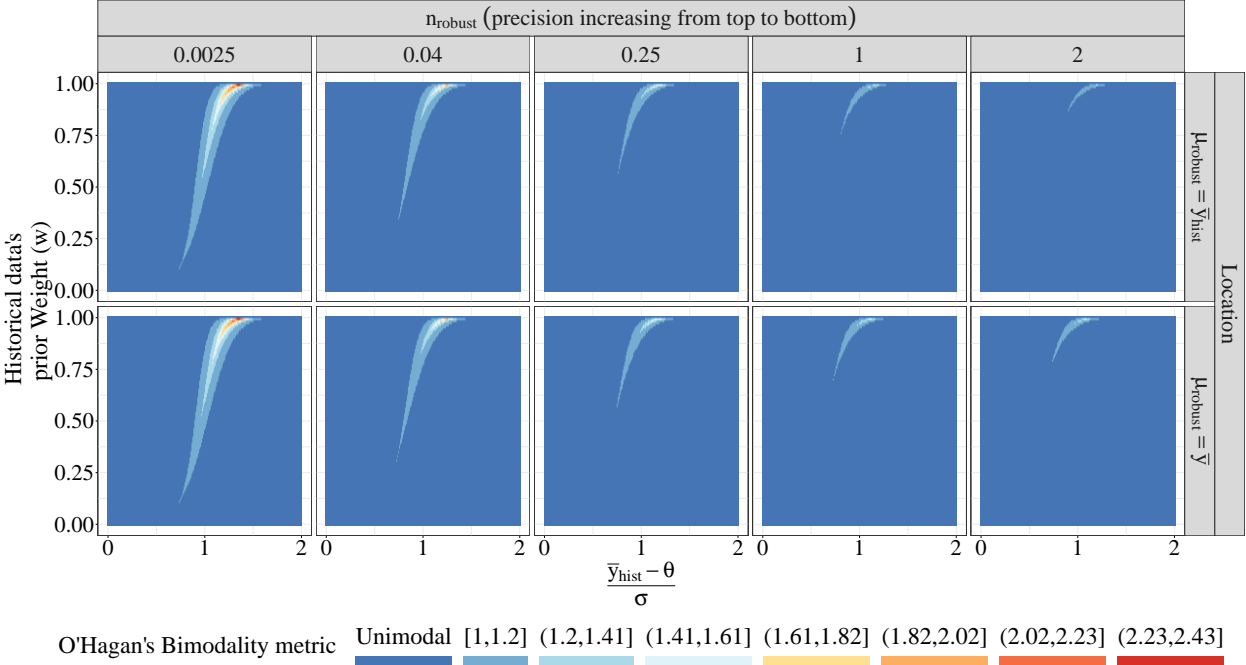 n_robust (precision increasing from top to bottom)
0.0025 0.04 0.25 1 2
Historical data's
prior Weight (w)
1.00
0.75
0.50
0.25
0.00
μ_robust = ȳ_hist
1.00
0.75
0.50
0.25
0.00
μ_robust = ȳ
Location
0 1 2 0 1 2 0 1 2 0 1 2 0 1 2
ȳ_hist − θ
σ
O'Hagan's Bimodality metric Unimodal [1,1.2] (1.2,1.41] (1.41,1.61] (1.61,1.82] (1.82,2.02] (2.02,2.23] (2.23,2.43]